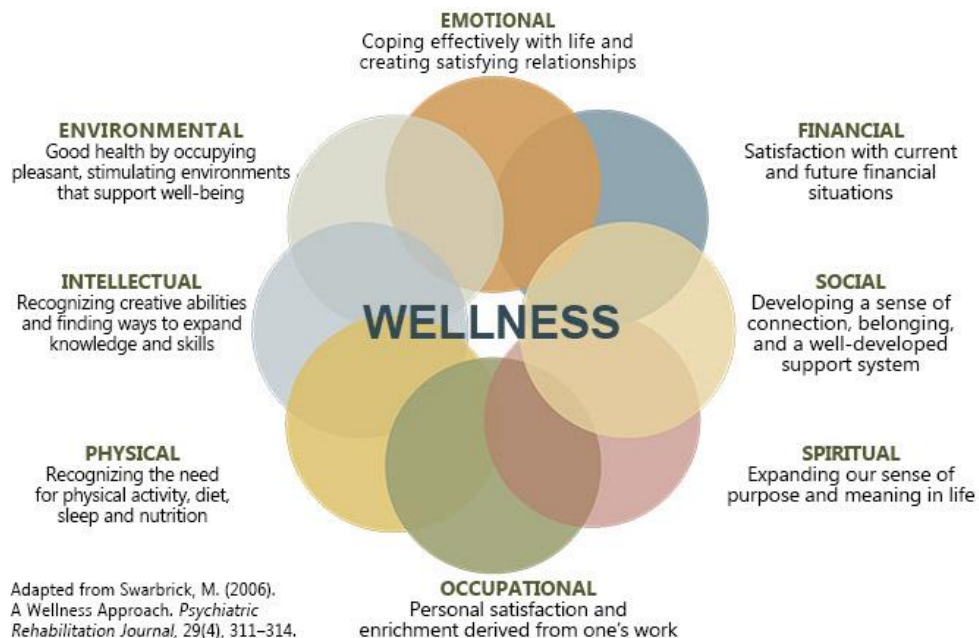 EMOTIONAL
Coping effectively with life and
creating satisfying relationships
ENVIRONMENTAL
Good health by occupying
pleasant, stimulating environments
that support well-being
FINANCIAL
Satisfaction with current
and future financial
situations
INTELLECTUAL
Recognizing creative abilities
and finding ways to expand
knowledge and skills
WELLNESS
SOCIAL
Developing a sense of
connection, belonging,
and a well-developed
support system
PHYSICAL
Recognizing the need
for physical activity, diet,
sleep and nutrition
SPIRITUAL
Expanding our sense of
purpose and meaning in life
OCCUPATIONAL
Personal satisfaction and
enrichment derived from one's work
Adapted from Swarbrick, M. (2006).
A Wellness Approach. Psychiatric
Rehabilitation Journal, 29(4), 311–314.